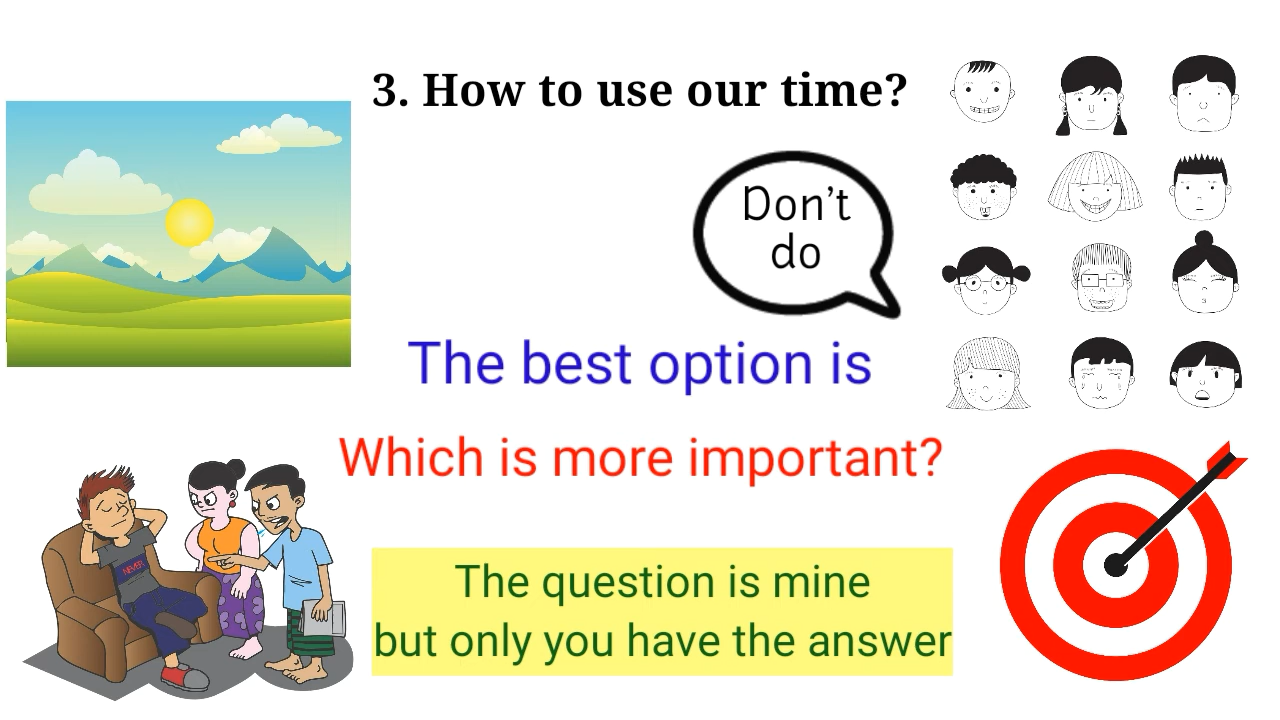 3. How to use our time?
Don't
do
The best option is
Which is more important?
NEVER
The question is mine
but only you have the answer